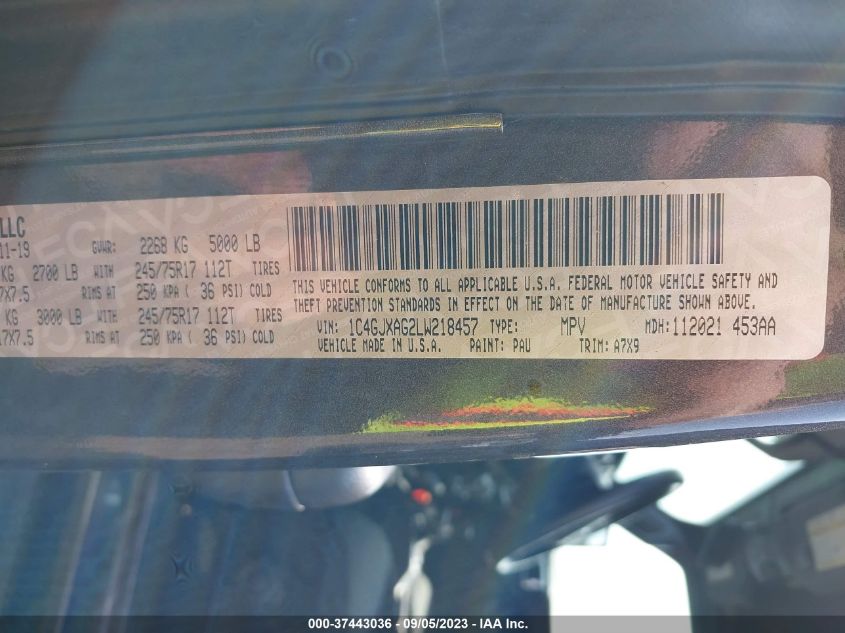 LLC
11-19 GVWR: 2268 KG 5000 LB
KG 2700 LB WITH 245/75R17 112T TIRES
17X7.5 RIMS AT 250 KPA ( 36 PSI) COLD
KG 3000 LB WITH 245/75R17 112T TIRES
17X7.5 RIMS AT 250 KPA ( 36 PSI) COLD
THIS VEHICLE CONFORMS TO ALL APPLICABLE U.S.A. FEDERAL MOTOR VEHICLE SAFETY AND
THEFT PREVENTION STANDARDS IN EFFECT ON THE DATE OF MANUFACTURE SHOWN ABOVE.
VIN: 1C4GJXAG2LW218457 TYPE: MPV MDH: 112021 453AA
VEHICLE MADE IN U.S.A. PAINT: PAU TRIM: A7X9
000-37443036 - 09/05/2023 - IAA Inc.